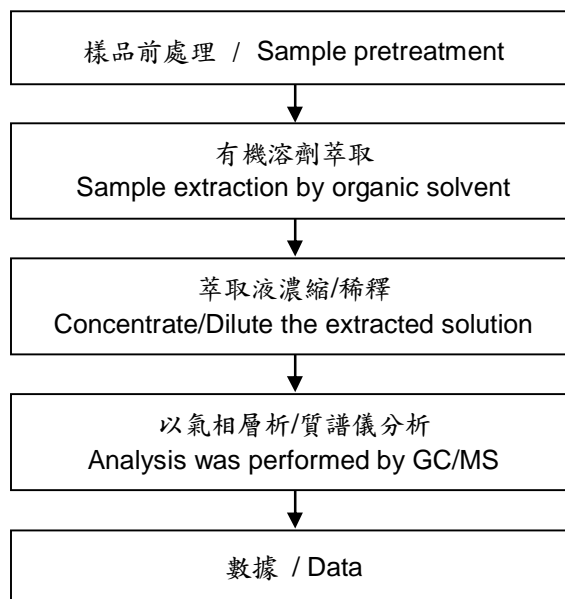 樣品前處理 / Sample pretreatment
有機溶劑萃取
Sample extraction by organic solvent
萃取液濃縮/稀釋
Concentrate/Dilute the extracted solution
以氣相層析/質譜儀分析
Analysis was performed by GC/MS
數據 / Data